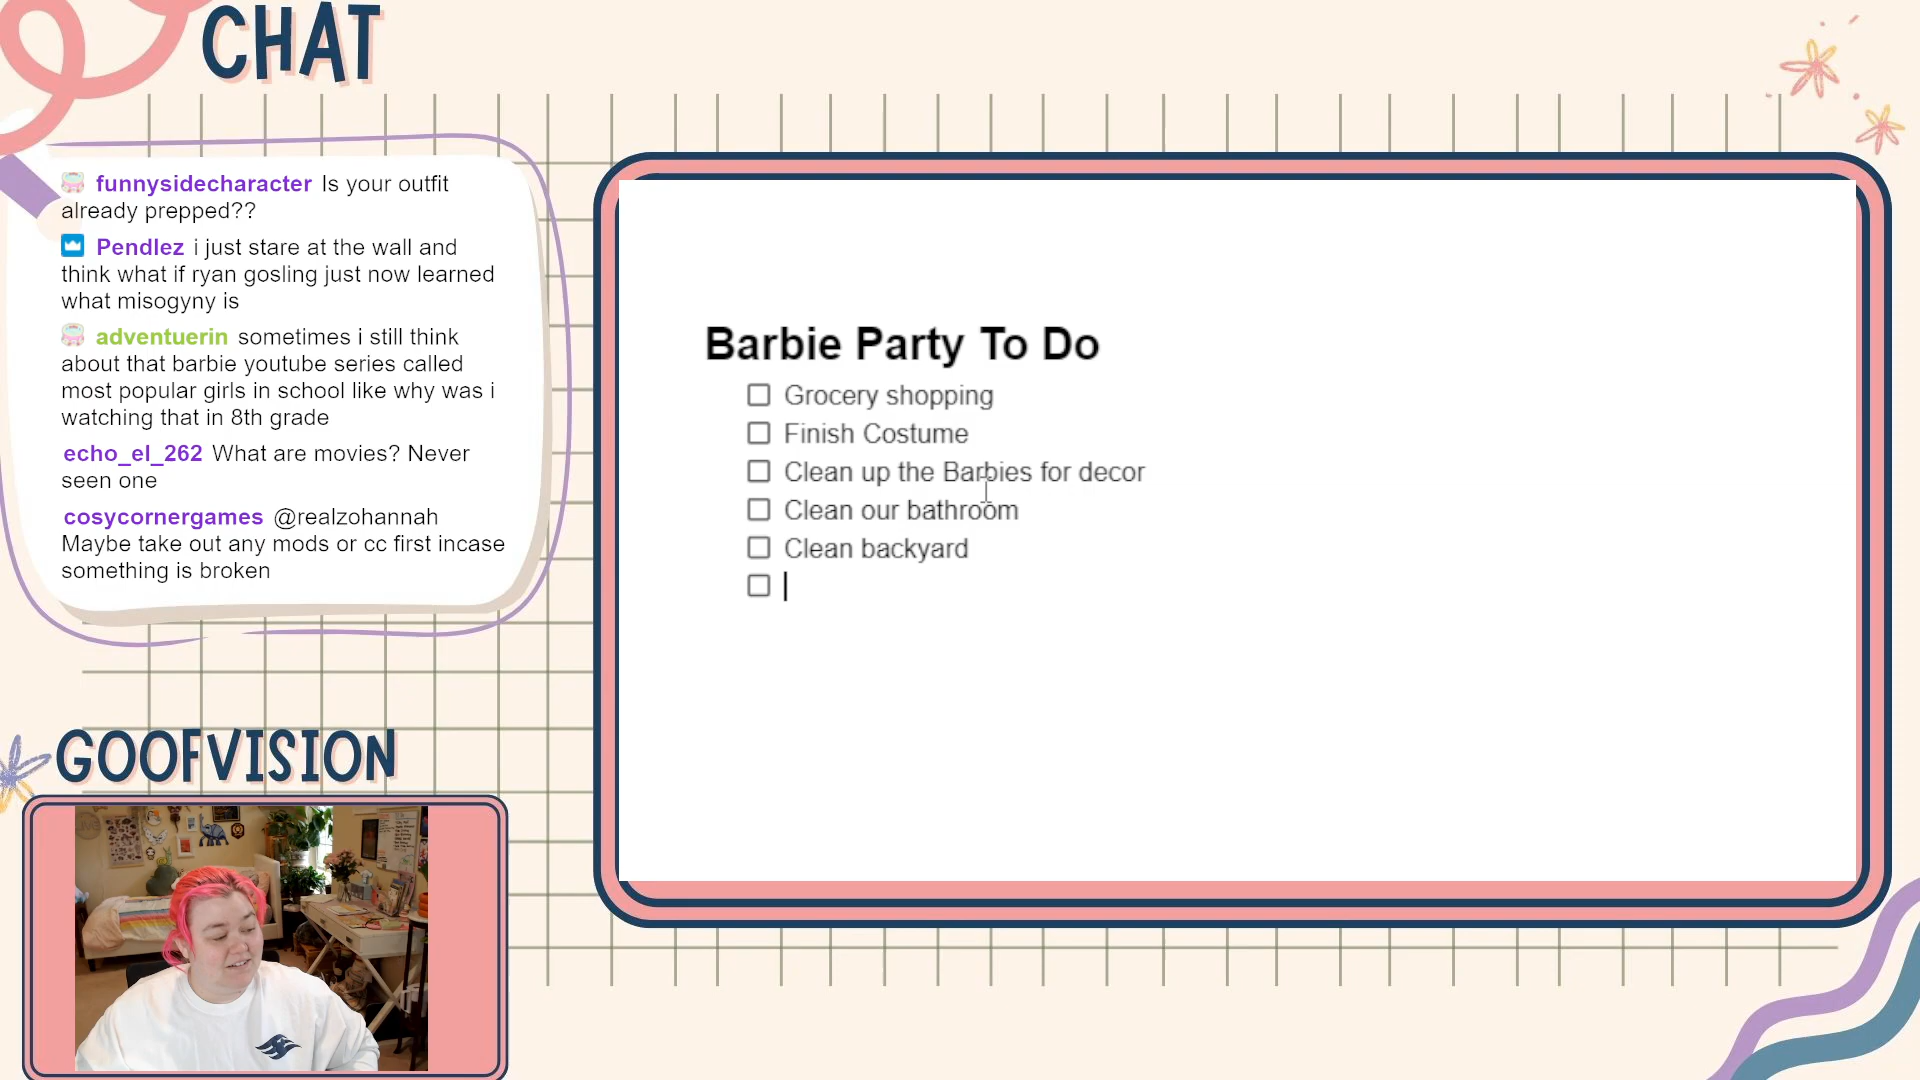 CHAT
funnysidecharacter Is your outfit
already prepped??
Pendlez i just stare at the wall and
think what if ryan gosling just now learned
what misogyny is
adventuerin sometimes i still think
about that barbie youtube series called
most popular girls in school like why was i
watching that in 8th grade
echo_el_262 What are movies? Never
seen one
cosycornergames @realzohannah
Maybe take out any mods or cc first incase
something is broken
Barbie Party To Do
Grocery shopping
Finish Costume
Clean up the Barbies for decor
Clean our bathroom
Clean backyard
GOOFVISION